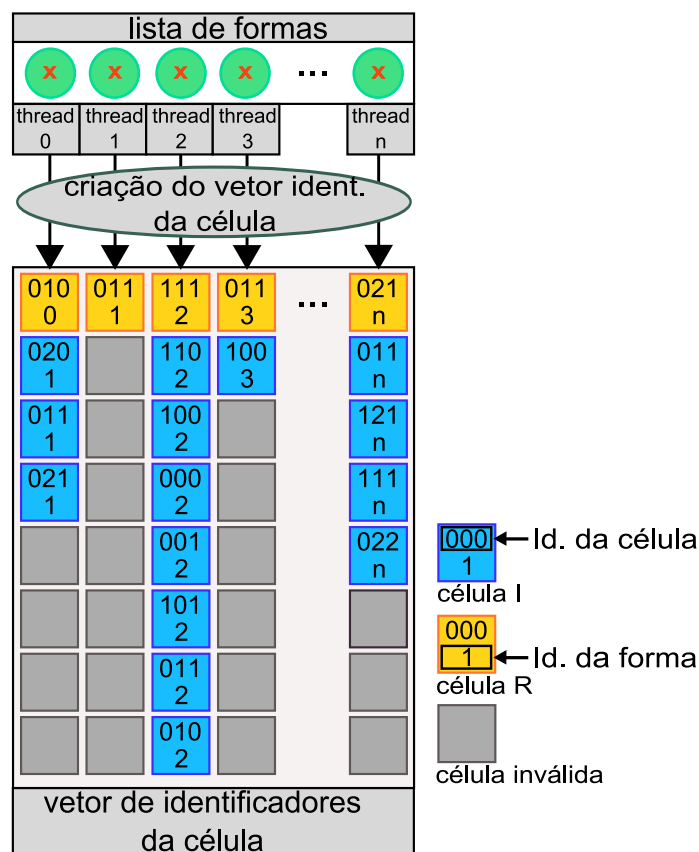 lista de formas
x x x x ... x
thread thread thread thread thread
0 1 2 3 n
criação do vetor ident.
da célula
010 011 111 011 ... 021
0 1 2 3 n
020 110 100 011
1 2 3 n
011 100 121
1 2 n
021 000 111
1 2 n
001 022
2 n
101
2
011
2
010
2
vetor de identificadores
da célula
000 Id. da célula
1
célula I
000
1 Id. da forma
célula R
célula inválida